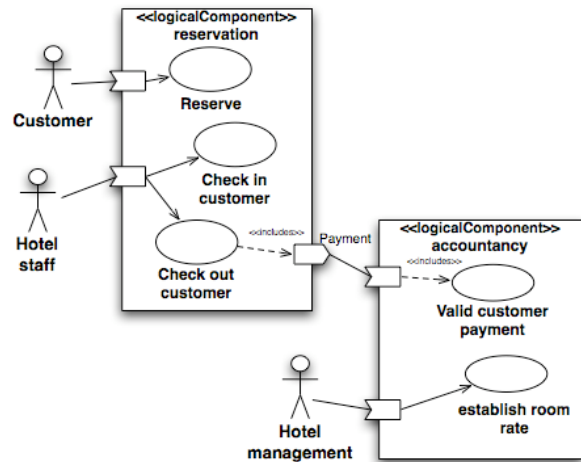 <<logicalComponent>>
reservation
Customer
Reserve
Hotel
staff
Check in
customer
<<includes>>
Check out
customer
Payment
<<logicalComponent>>
accountancy
<<includes>>
Valid customer
payment
Hotel
management
establish room
rate